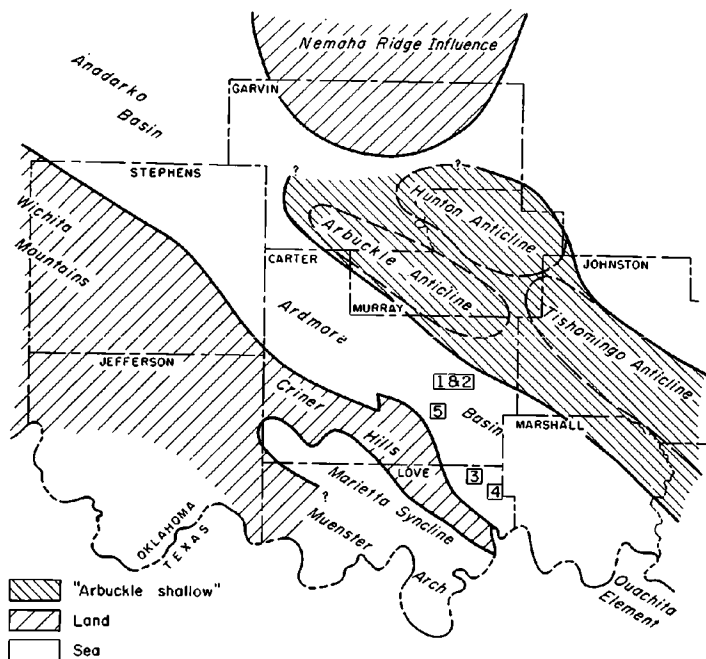 Nemaha Ridge Influence
Anadarko
Basin
GARVIN
STEPHENS
?
?
Hunton Anticline
Wichita
Mountains
Arbuckle
Anticline
CARTER
JOHNSTON
MURRAY
Tishomingo Anticline
Ardmore
JEFFERSON
1&2
Criner
5
Basin
MARSHALL
Hills
LOVE
3
Marietta Syncline
4
?
OKLAHOMA
TEXAS
Muenster
Arch
Ouachita
Element
"Arbuckle shallow"
Land
Sea